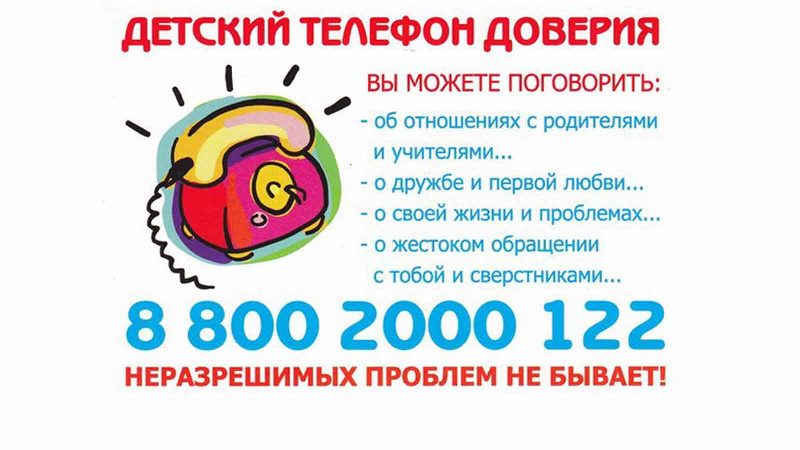 ДЕТСКИЙ ТЕЛЕФОН ДОВЕРИЯ
ВЫ МОЖЕТЕ ПОГОВОРИТЬ:
- об отношениях с родителями
и учителями...
- о дружбе и первой любви...
- о своей жизни и проблемах...
- о жестоком обращении
с тобой и сверстниками...
8 800 2000 122
НЕРАЗРЕШИМЫХ ПРОБЛЕМ НЕ БЫВАЕТ!